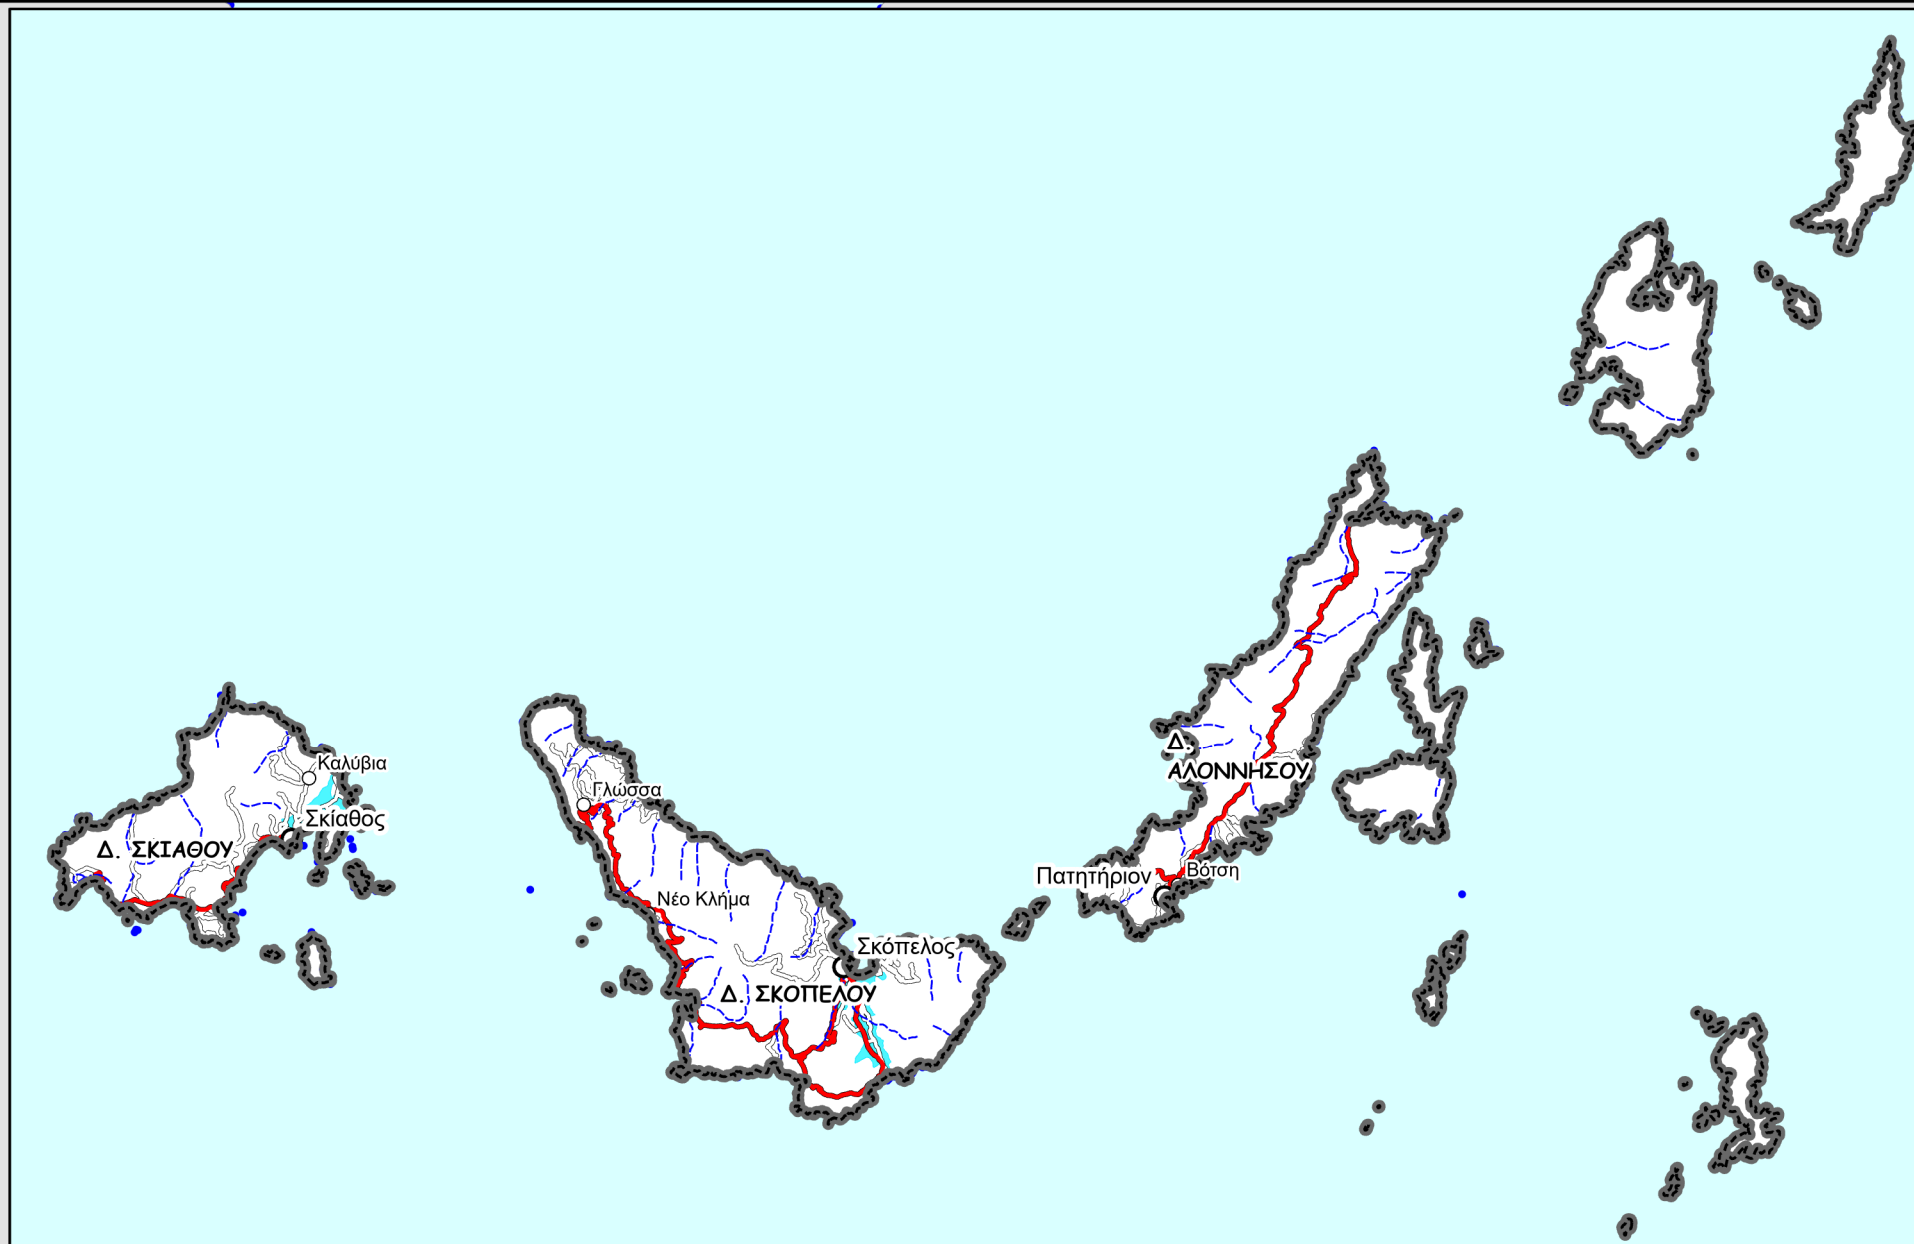 Καλύβια
Σκίαθος
Δ. ΣΚΙΑΘΟΥ
Γλώσσα
Νέο Κλήμα
Σκόπελος
Δ. ΣΚΟΠΕΛΟΥ
Δ.
ΑΛΟΝΝΗΣΟΥ
Πατητήριον
Βότση